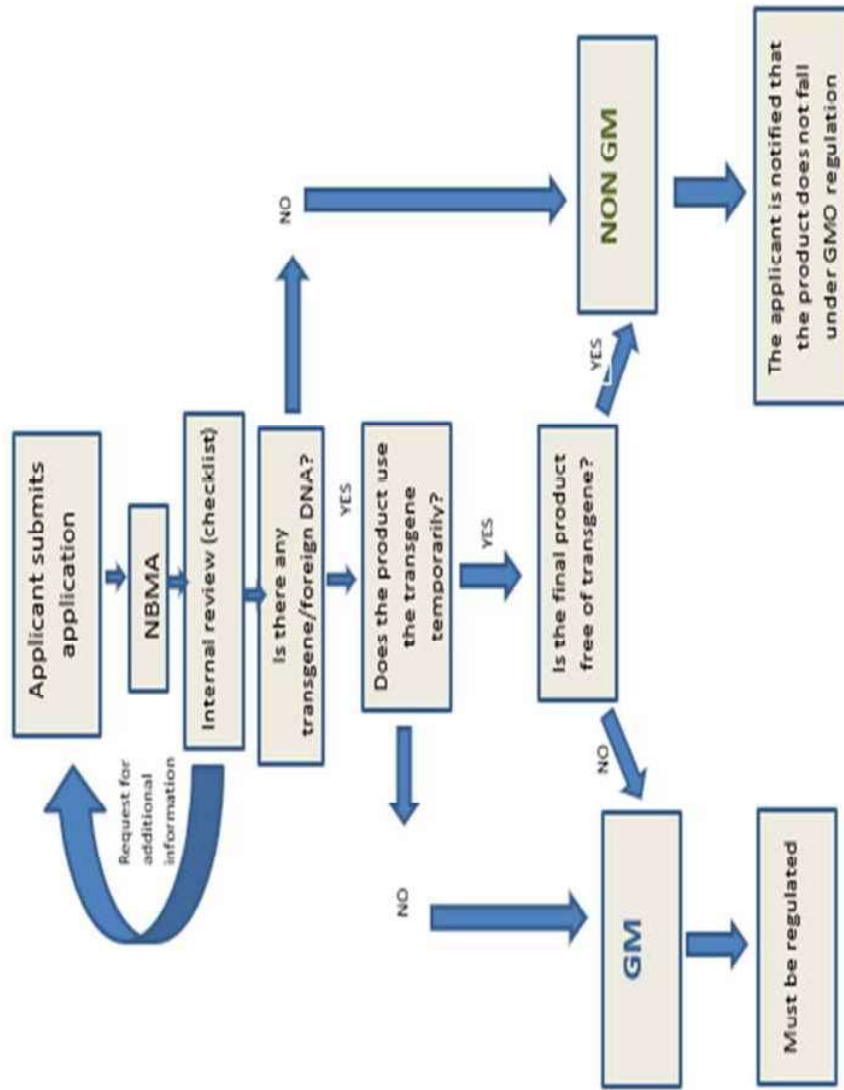 Applicant submits
application
NBMA
Request for
additional
information
Internal review (checklist)
Is there any
transgene/foreign DNA?
NO
YES
Does the product use
the transgene
temporarily?
NO
YES
Is the final product
free of transgene?
NO
YES
GM
NON GM
Must be regulated
The applicant is notified that
the product does not fall
under GMO regulation